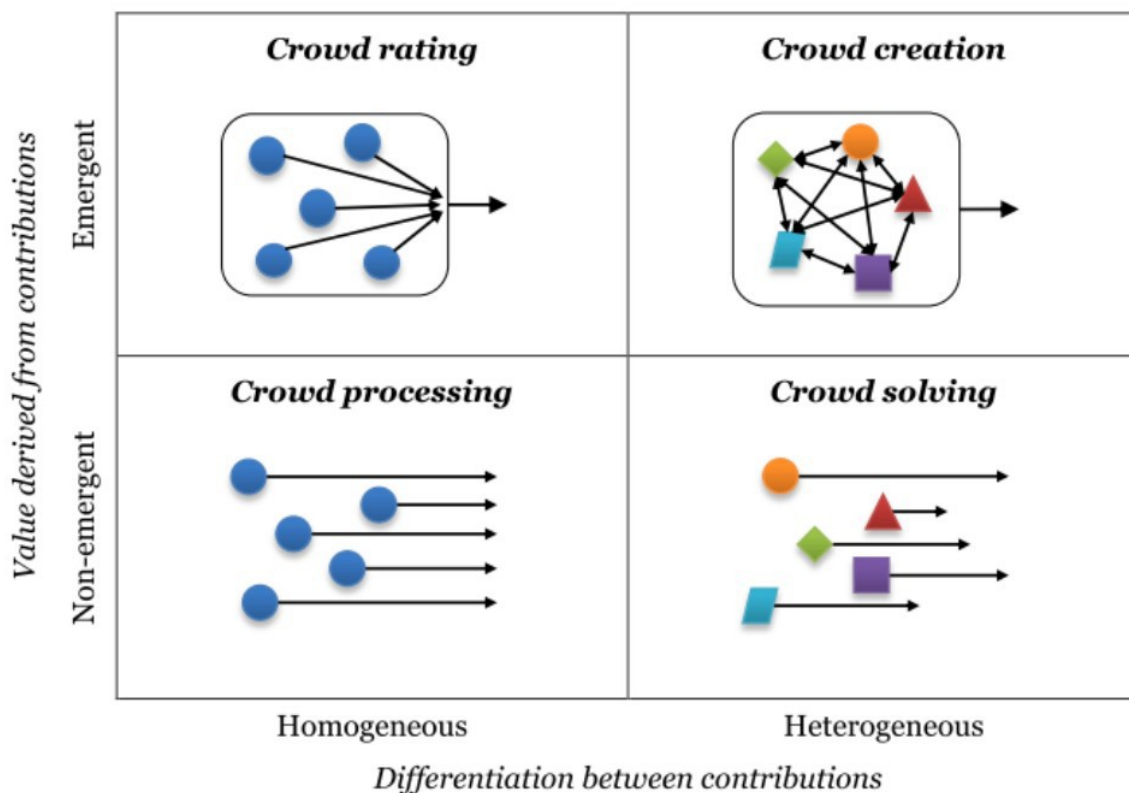 Crowd rating
Crowd creation
Value derived from contributions
Emergent
Crowd processing
Crowd solving
Non-emergent
Homogeneous
Heterogeneous
Differentiation between contributions